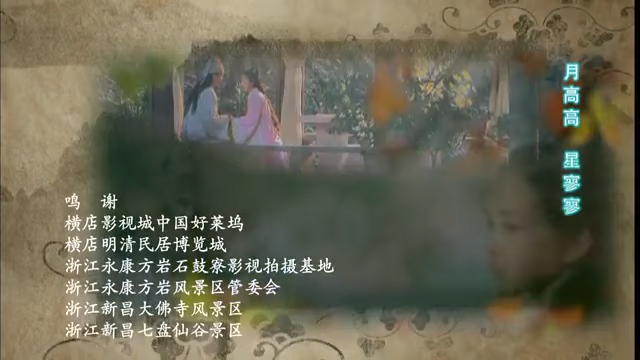 月高高 星寥寥
鸣 谢
横店影视城中国好莱坞
横店明清民居博览城
浙江永康方岩石鼓寮影视拍摄基地
浙江永康方岩风景区管委会
浙江新昌大佛寺风景区
浙江新昌七盘仙谷景区